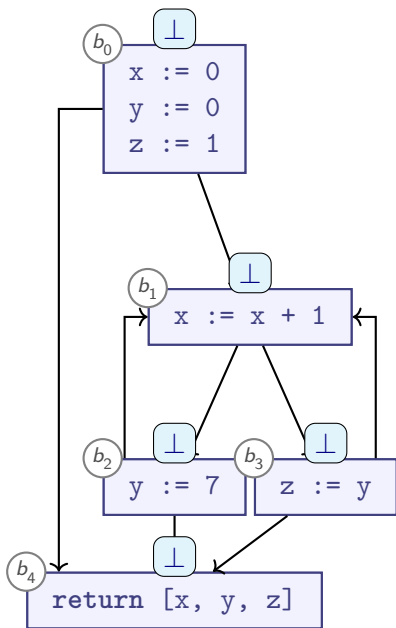 ⊥
b₀
x := 0
y := 0
z := 1
⊥
b₁
x := x + 1
⊥
b₂
y := 7
⊥
b₃
z := y
⊥
b₄
return [x, y, z]